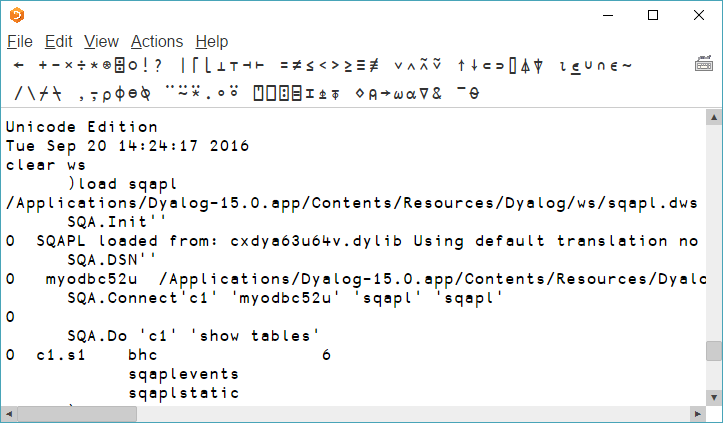 File Edit View Actions Help
← +-×÷*⍟⌹○!? |⌈⌊⊥⊤⊣⊢ =≠≤<>≥≡≢ ∨∧⍲⍱ ↑↓⊂⊃⌷⍋⍒ ⍳⍷∪∩∊~
/\⌿⍀ ,⍪⍴⌽⊖⍉ ¨⍨⍣.∘⍤ ⍞⎕⍠⌸⌶⍎⍕ ⋄⍝→⍵⍺∇& ¯⍬
Unicode Edition
Tue Sep 20 14:24:17 2016
clear ws
)load sqapl
/Applications/Dyalog-15.0.app/Contents/Resources/Dyalog/ws/sqapl.dws
SQA.Init''
0 SQAPL loaded from: cxdya63u64v.dylib Using default translation no
SQA.DSN''
0 myodbc52u /Applications/Dyalog-15.0.app/Contents/Resources/Dyalo
SQA.Connect'c1' 'myodbc52u' 'sqapl' 'sqapl'
0
SQA.Do 'c1' 'show tables'
0 c1.s1 bhc 6
sqaplevents
sqaplstatic